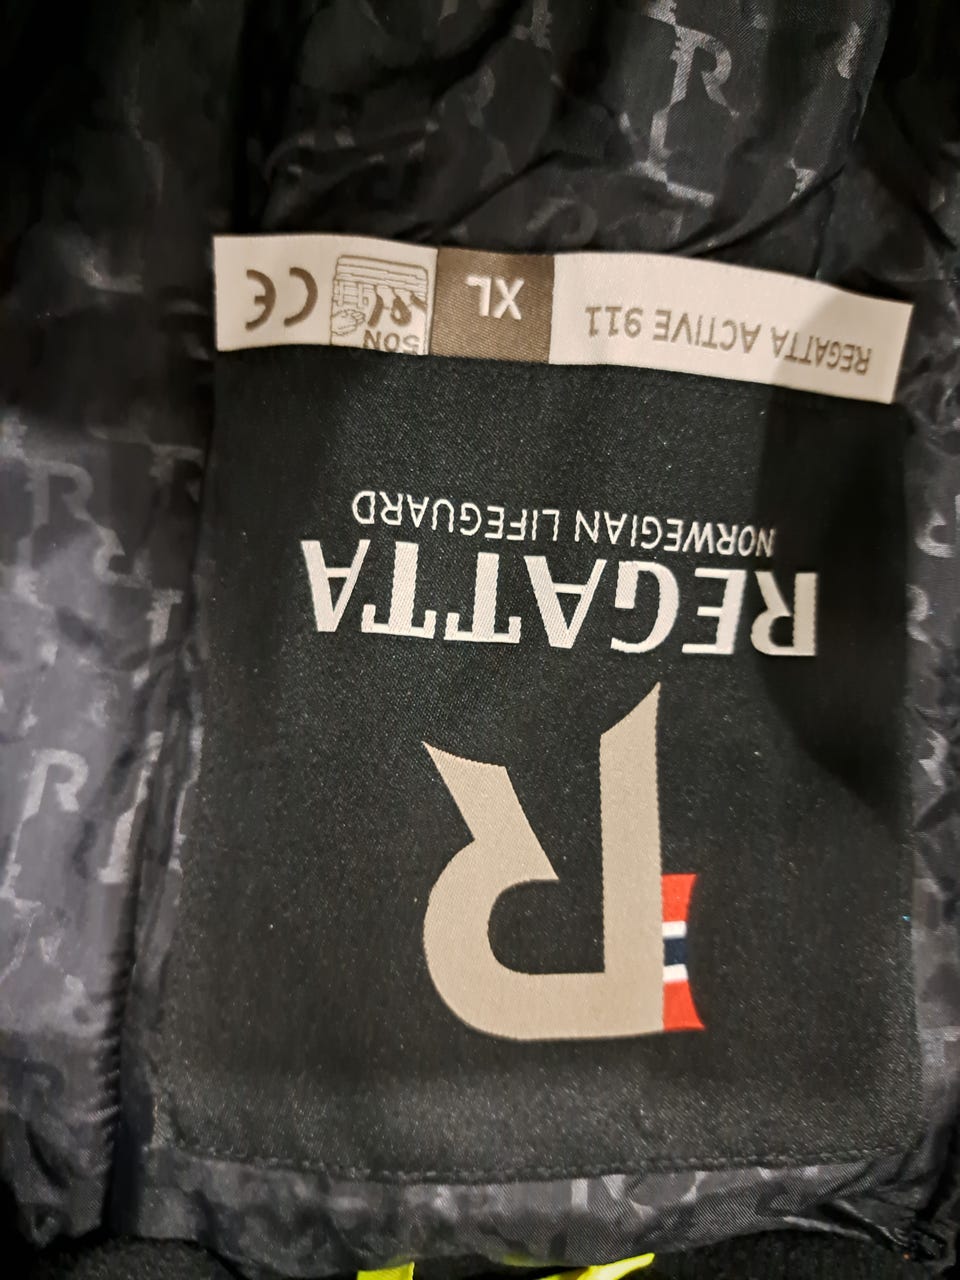 R
REGATTA
NORWEGIAN LIFEGUARD
REGATTA ACTIVE 911
XL
CE